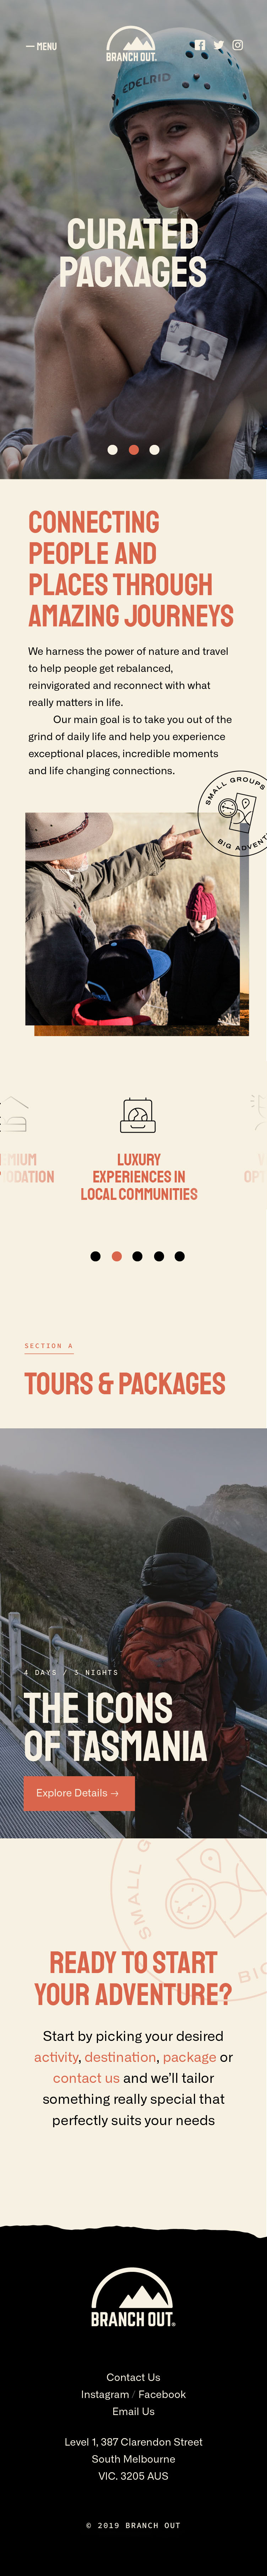 — MENU
BRANCH OUT.
EDELRID
CURATED
PACKAGES
CONNECTING
PEOPLE AND
PLACES THROUGH
AMAZING JOURNEYS
We harness the power of nature and travel
to help people get rebalanced,
reinvigorated and reconnect with what
really matters in life.
Our main goal is to take you out of the
grind of daily life and help you experience
exceptional places, incredible moments
and life changing connections.
SMALL GROUPS
BIG ADVENT
LUXURY
EXPERIENCES IN
LOCAL COMMUNITIES
SECTION A
TOURS & PACKAGES
4 DAYS / 3 NIGHTS
THE ICONS
OF TASMANIA
Explore Details →
SMALL G
BIG
READY TO START
YOUR ADVENTURE?
Start by picking your desired
activity, destination, package or
contact us and we'll tailor
something really special that
perfectly suits your needs
BRANCH OUT.®
Contact Us
Instagram / Facebook
Email Us
Level 1, 387 Clarendon Street
South Melbourne
VIC. 3205 AUS
© 2019 BRANCH OUT